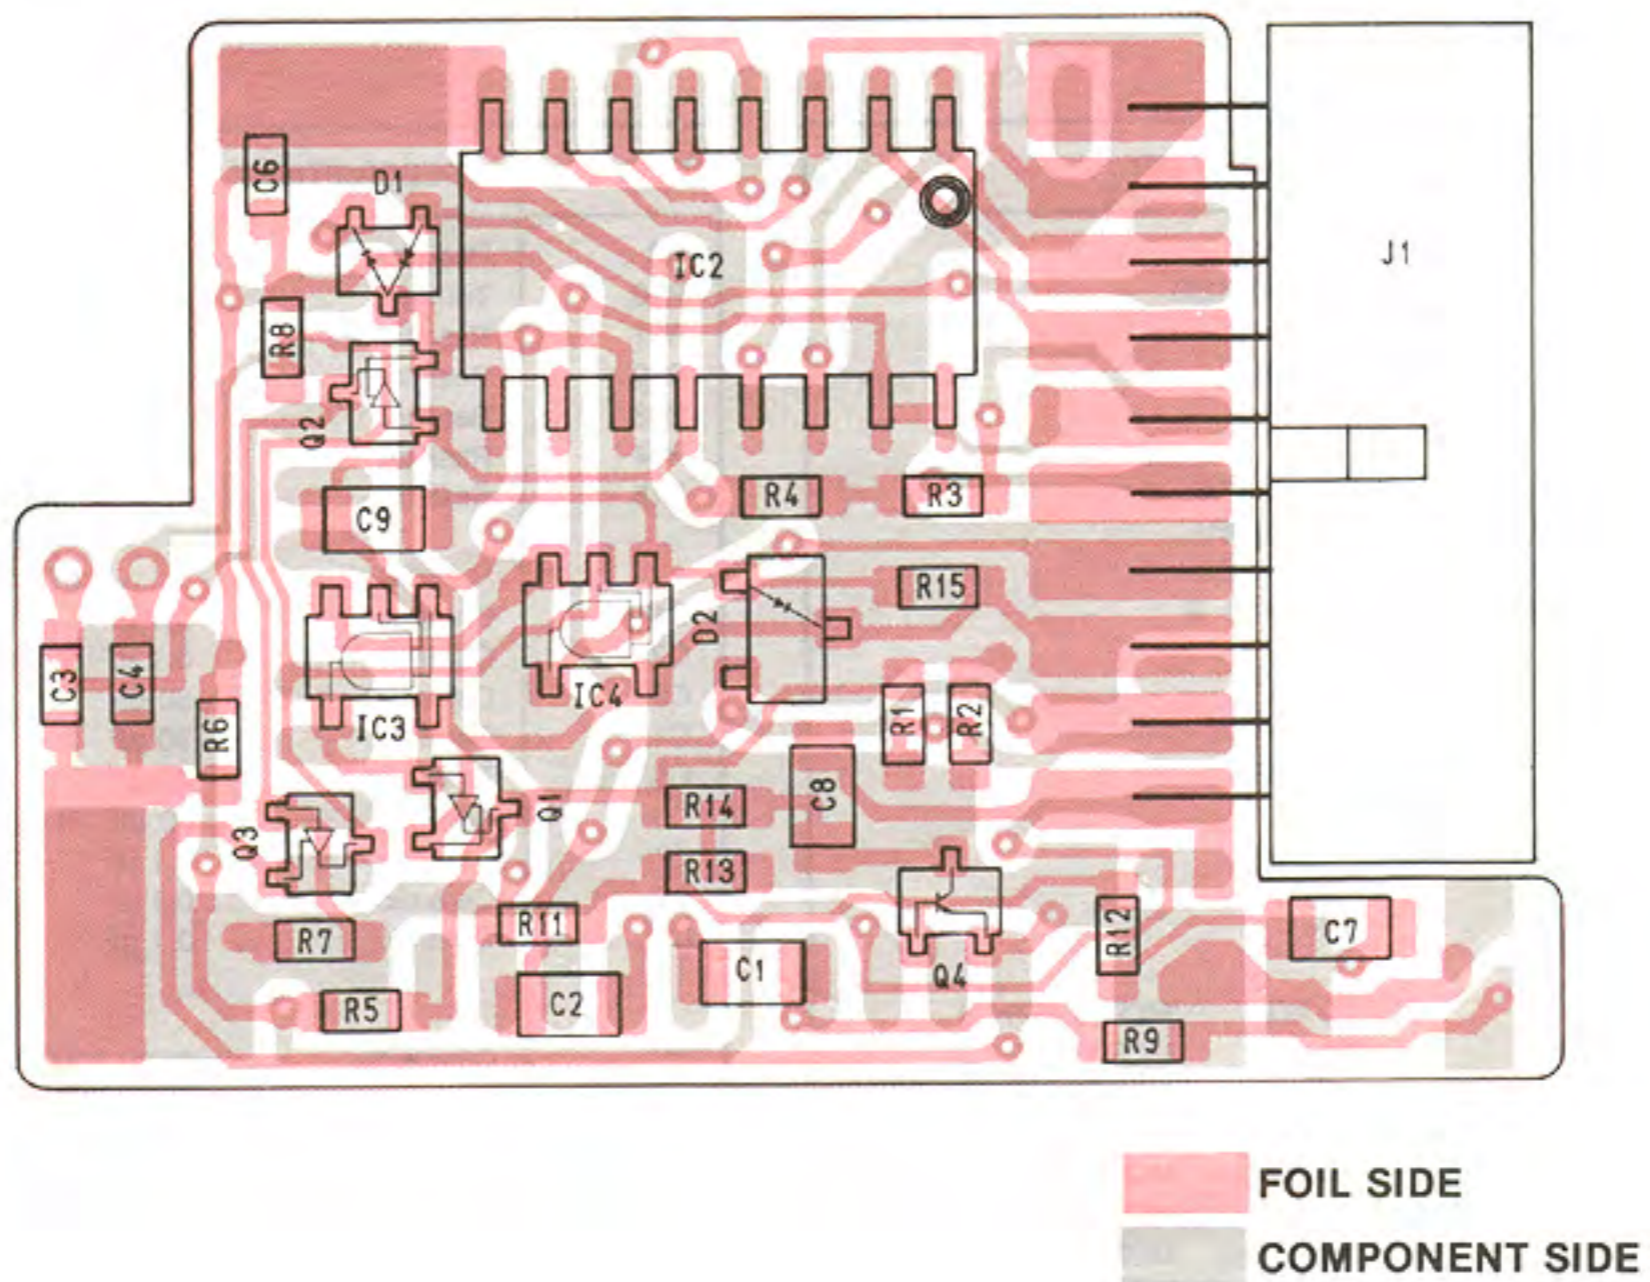 C6
D1
IC2
J1
R8
Q2
R4
R3
C9
R15
D2
C3
C4
IC4
R1
R2
R6
IC3
R14
C8
Q1
Q3
R13
R11
R12
C7
R7
C1
Q4
R5
C2
R9
FOIL SIDE
COMPONENT SIDE